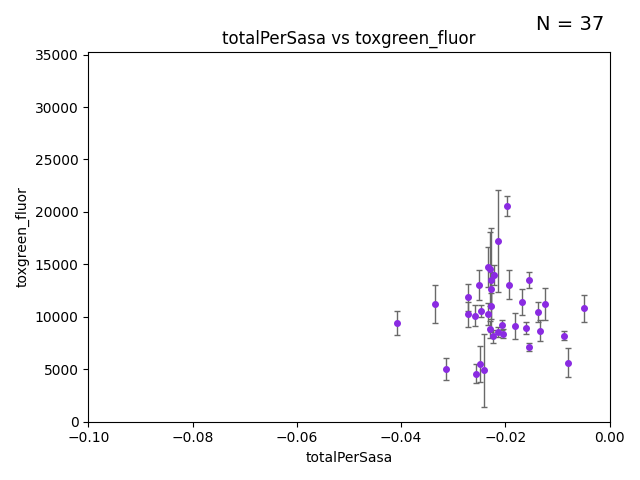 N = 37
totalPerSasa vs toxgreen_fluor
35000
30000
25000
20000
15000
10000
5000
0
toxgreen_fluor
−0.10 −0.08 −0.06 −0.04 −0.02 0.00
totalPerSasa